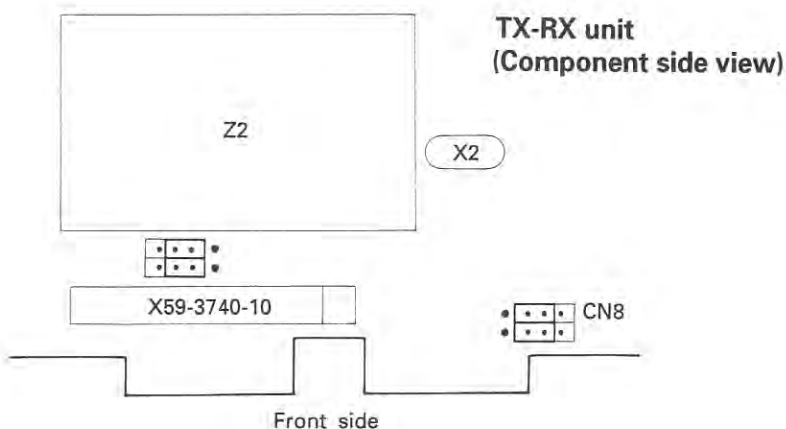 TX-RX unit
(Component side view)
Z2
X2
X59-3740-10
CN8
Front side